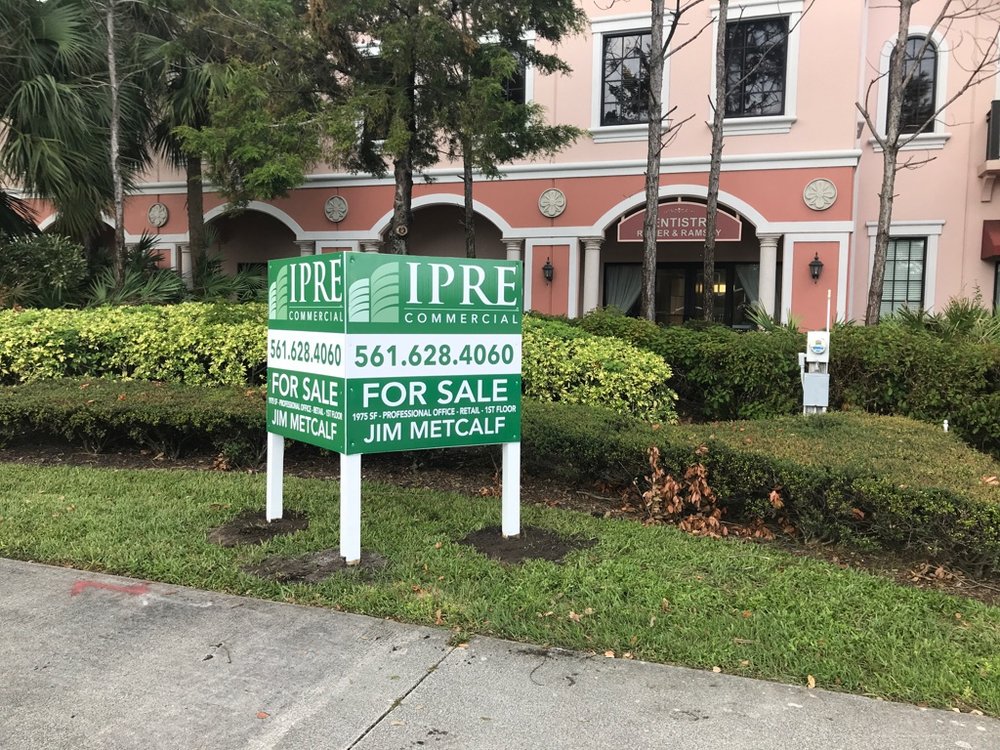 IPRE
COMMERCIAL
561.628.4060
FOR SALE
1975 SF - PROFESSIONAL OFFICE - RETAIL - 1ST FLOOR
JIM METCALF
IPRE
COMMERCIAL
561.628.4060
FOR SALE
1975 SF - PROFESSIONAL OFFICE - RETAIL - 1ST FLOOR
JIM METCALF
& RAMSAY